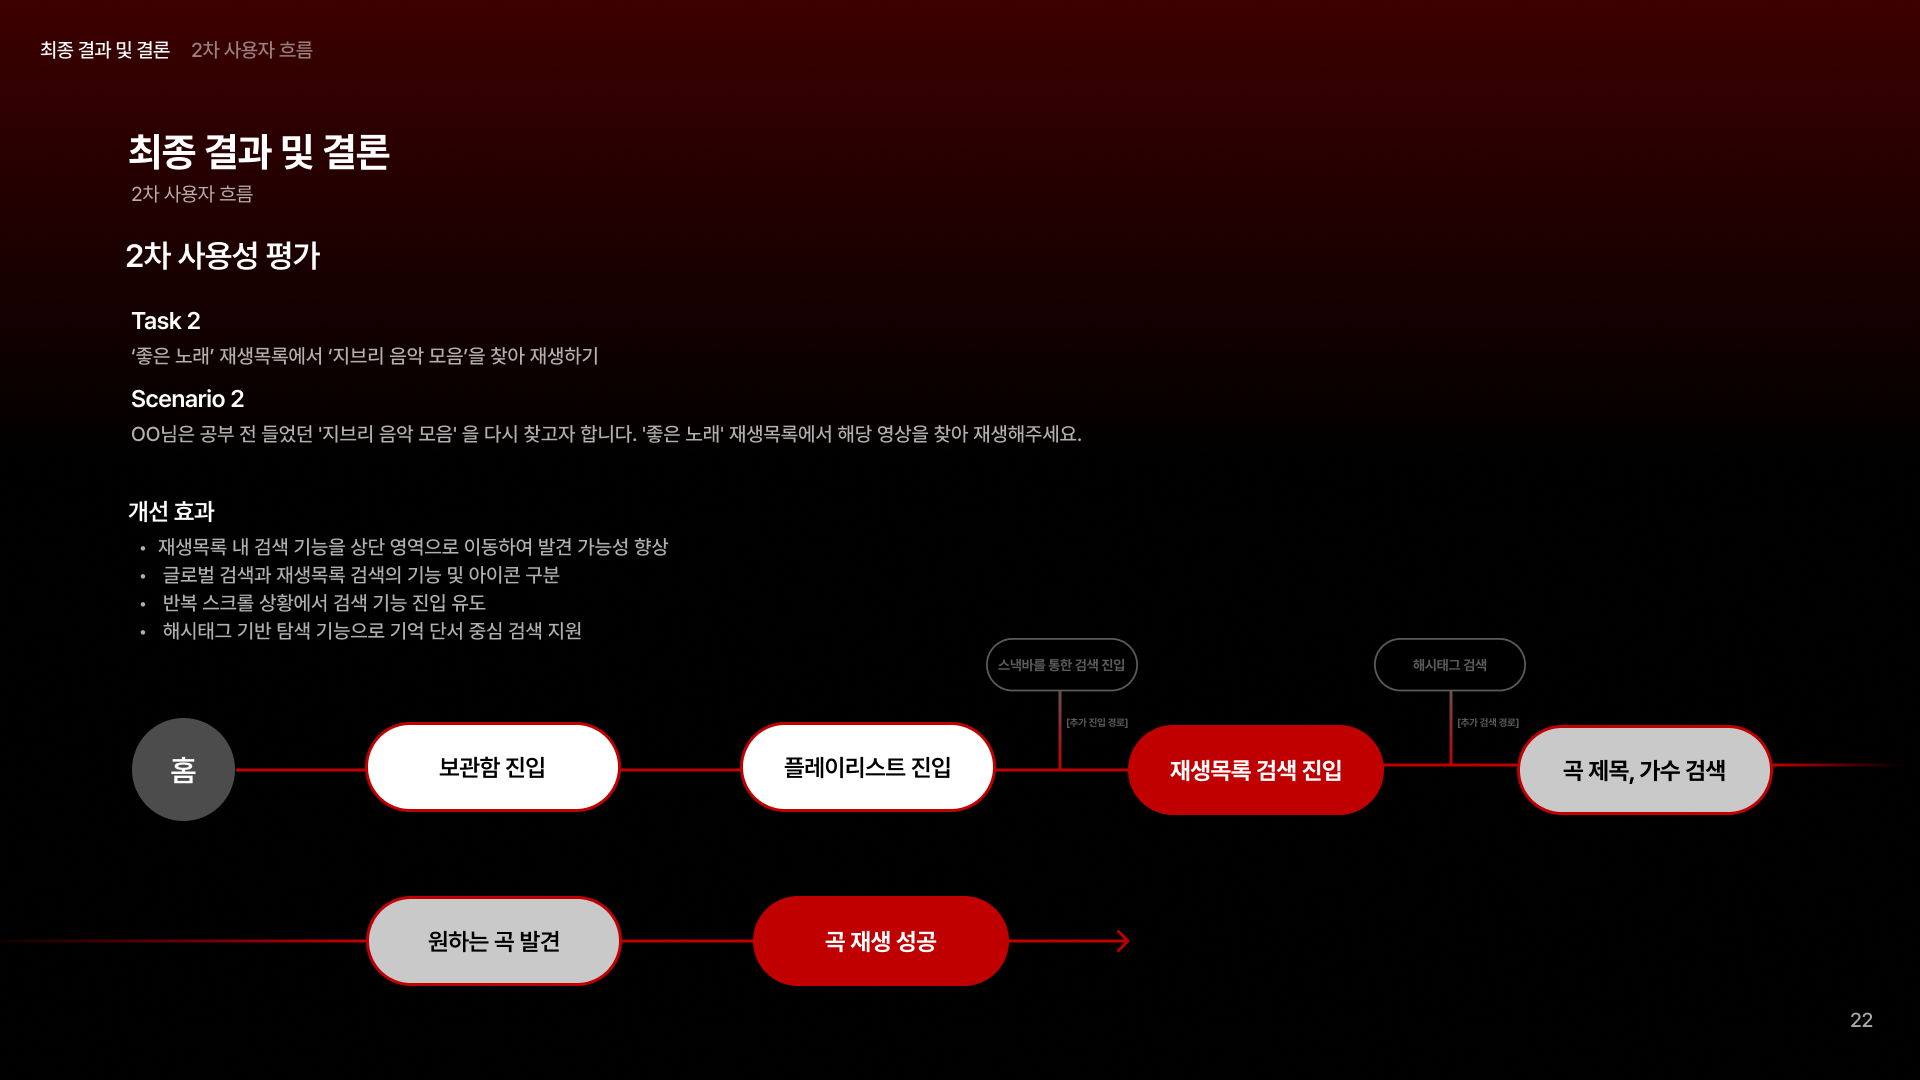 최종 결과 및 결론 2차 사용자 흐름
최종 결과 및 결론
2차 사용자 흐름
2차 사용성 평가
Task 2
‘좋은 노래’ 재생목록에서 ‘지브리 음악 모음’을 찾아 재생하기
Scenario 2
OO님은 공부 전 들었던 '지브리 음악 모음' 을 다시 찾고자 합니다. '좋은 노래' 재생목록에서 해당 영상을 찾아 재생해주세요.
개선 효과
• 재생목록 내 검색 기능을 상단 영역으로 이동하여 발견 가능성 향상
• 글로벌 검색과 재생목록 검색의 기능 및 아이콘 구분
• 반복 스크롤 상황에서 검색 기능 진입 유도
• 해시태그 기반 탐색 기능으로 기억 단서 중심 검색 지원
스낵바를 통한 검색 진입
해시태그 검색
[추가 진입 경로]
[추가 검색 경로]
홈
보관함 진입
플레이리스트 진입
재생목록 검색 진입
곡 제목, 가수 검색
원하는 곡 발견
곡 재생 성공
22